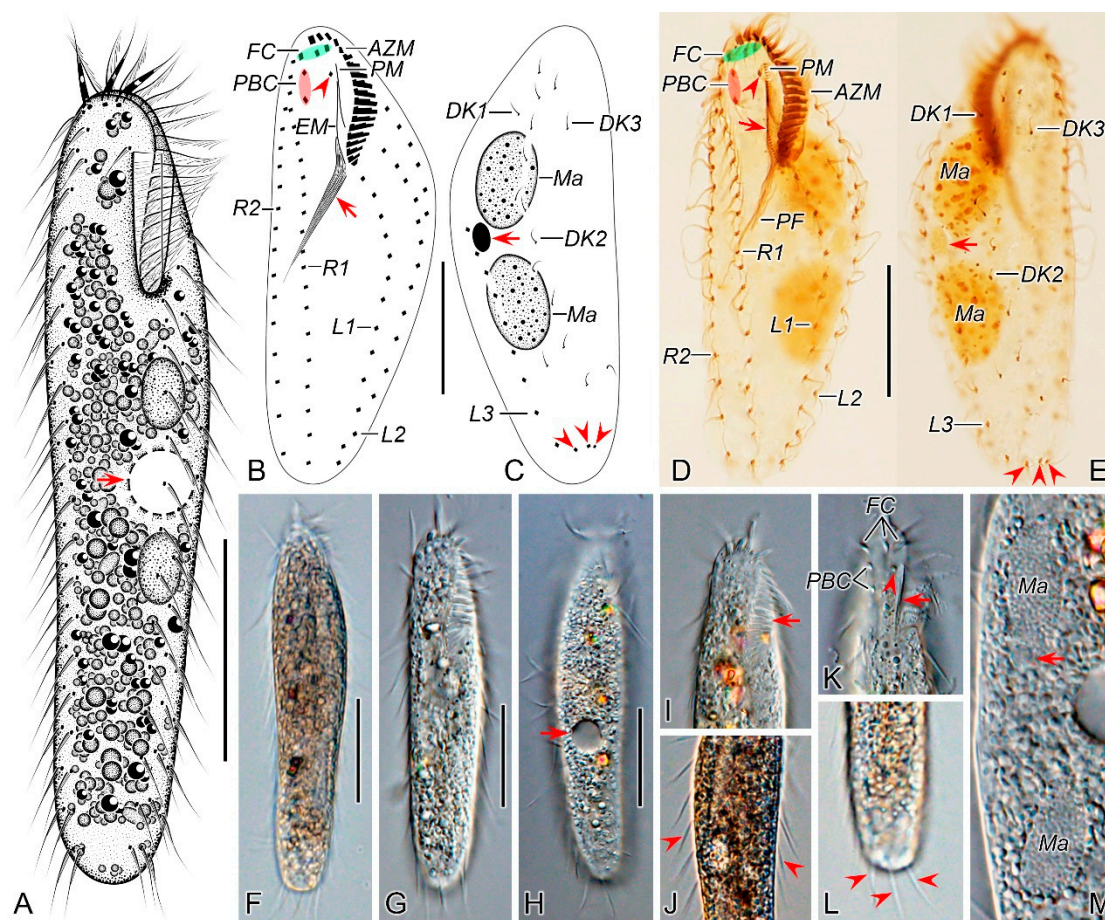 A
FC
PBC
EM
R2
R1
L1
L2
AZM
PM
B
DK1
DK3
Ma
DK2
Ma
L3
C
FC
PBC
PM
AZM
PF
R1
L1
R2
L2
D
DK1
DK3
Ma
DK2
Ma
L3
E
F
G
H
I
J
FC
PBC
K
L
Ma
Ma
M